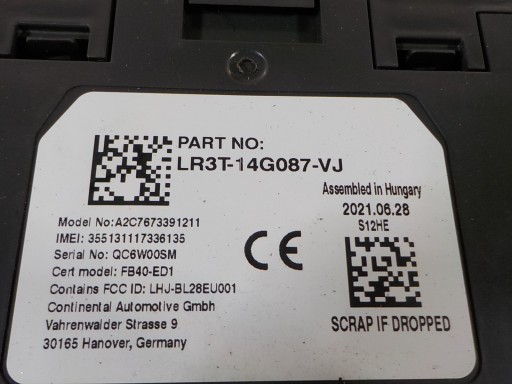 PART NO:
LR3T-14G087-VJ
Assembled in Hungary
2021.06.28
S12HE
Model No:A2C7673391211
IMEI: 355131117336135
Serial No: QC6W00SM
Cert model: FB40-ED1
Contains FCC ID: LHJ-BL28EU001
Continental Automotive Gmbh
Vahrenwalder Strasse 9
30165 Hanover, Germany
CE
SCRAP IF DROPPED